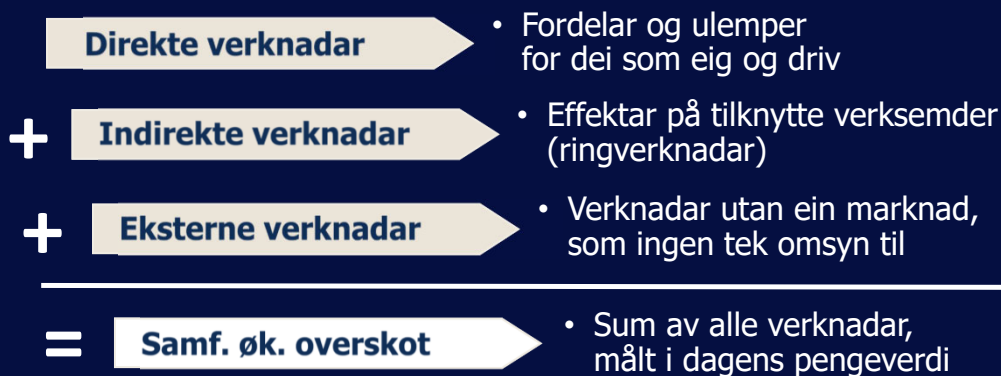 Direkte verknadar
• Fordelar og ulemper
for dei som eig og driv
+
Indirekte verknadar
• Effektar på tilknytte verksemder
(ringverknadar)
+
Eksterne verknadar
• Verknadar utan ein marknad,
som ingen tek omsyn til
=
Samf. øk. overskot
• Sum av alle verknadar,
målt i dagens pengeverdi